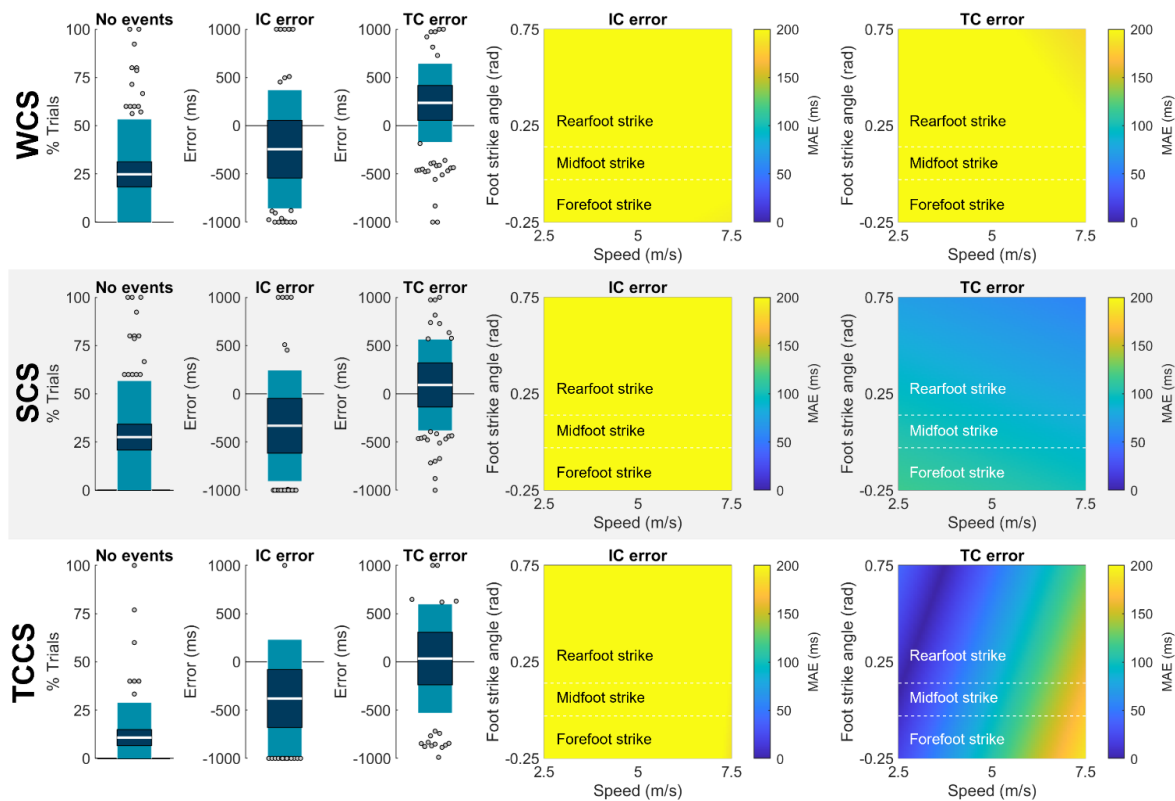 WCS
No events
% Trials
100
75
50
25
0
IC error
Error (ms)
1000
500
0
-500
-1000
TC error
Error (ms)
1000
500
0
-500
-1000
IC error
Foot strike angle (rad)
0.75
0.25
-0.25
Rearfoot strike
Midfoot strike
Forefoot strike
2.5
5
7.5
Speed (m/s)
200
150
100
50
0
MAE (ms)
TC error
Foot strike angle (rad)
0.75
0.25
-0.25
Rearfoot strike
Midfoot strike
Forefoot strike
2.5
5
7.5
Speed (m/s)
200
150
100
50
0
MAE (ms)
SCS
No events
% Trials
100
75
50
25
0
IC error
Error (ms)
1000
500
0
-500
-1000
TC error
Error (ms)
1000
500
0
-500
-1000
IC error
Foot strike angle (rad)
0.75
0.25
-0.25
Rearfoot strike
Midfoot strike
Forefoot strike
2.5
5
7.5
Speed (m/s)
200
150
100
50
0
MAE (ms)
TC error
Foot strike angle (rad)
0.75
0.25
-0.25
Rearfoot strike
Midfoot strike
Forefoot strike
2.5
5
7.5
Speed (m/s)
200
150
100
50
0
MAE (ms)
TCCS
No events
% Trials
100
75
50
25
0
IC error
Error (ms)
1000
500
0
-500
-1000
TC error
Error (ms)
1000
500
0
-500
-1000
IC error
Foot strike angle (rad)
0.75
0.25
-0.25
Rearfoot strike
Midfoot strike
Forefoot strike
2.5
5
7.5
Speed (m/s)
200
150
100
50
0
MAE (ms)
TC error
Foot strike angle (rad)
0.75
0.25
-0.25
Rearfoot strike
Midfoot strike
Forefoot strike
2.5
5
7.5
Speed (m/s)
200
150
100
50
0
MAE (ms)